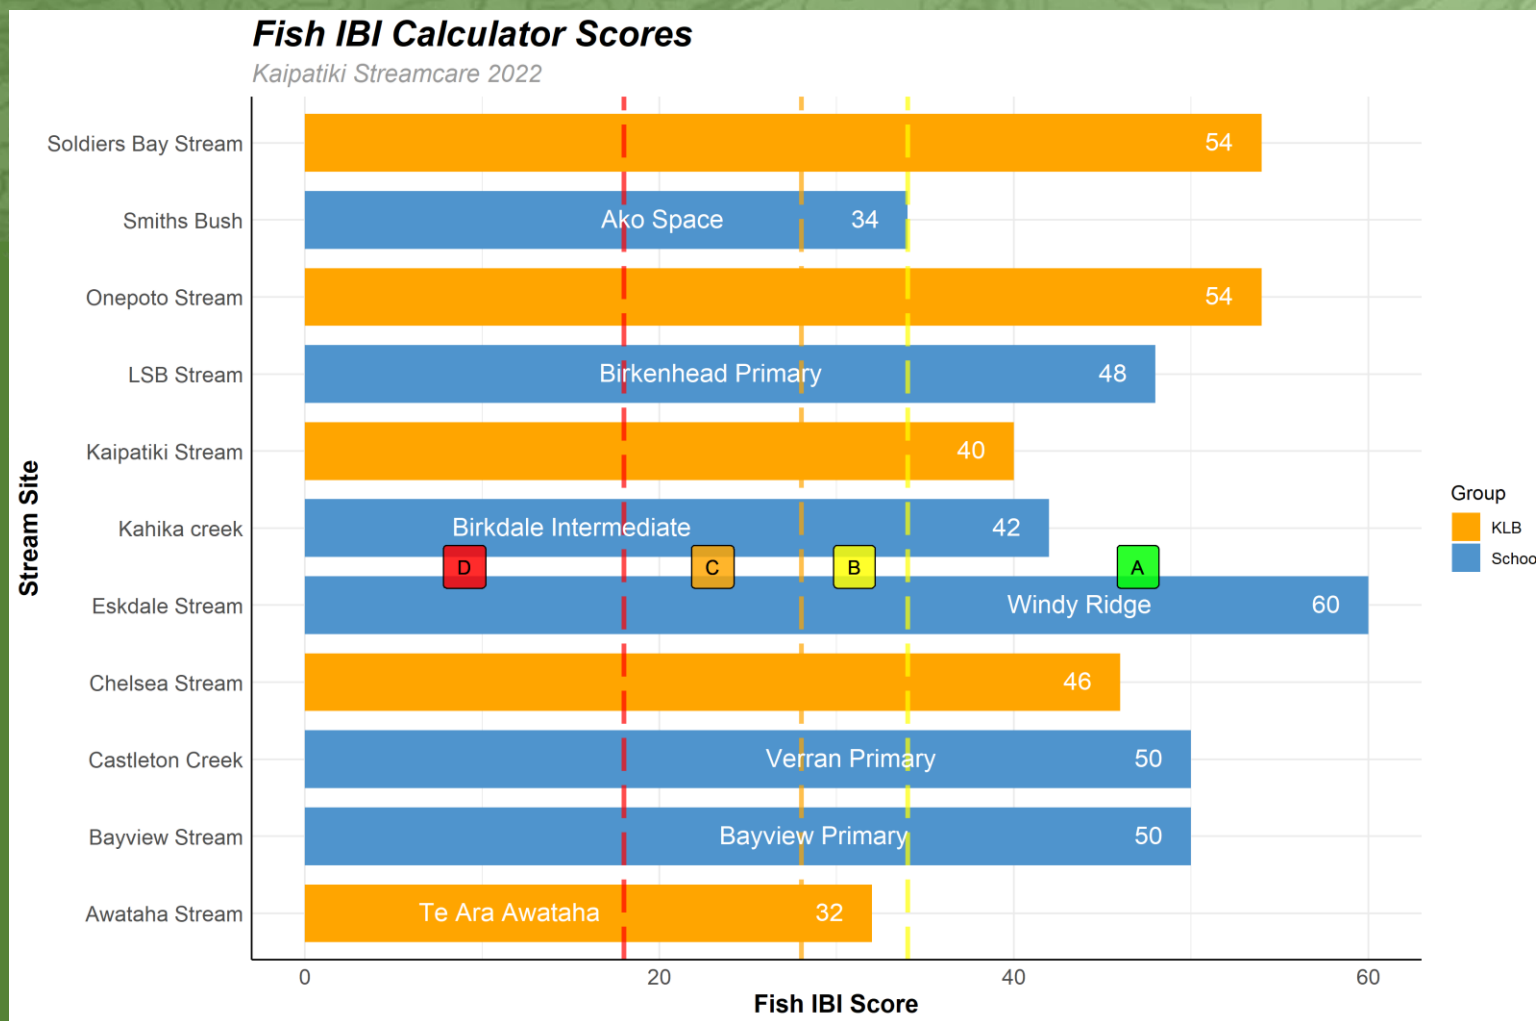 Fish IBI Calculator Scores
Kaipatiki Streamcare 2022
Stream Site
Soldiers Bay Stream 54
Smiths Bush Ako Space 34
Onepoto Stream 54
LSB Stream Birkenhead Primary 48
Kaipatiki Stream 40
Kahika creek Birkdale Intermediate 42
D C B A
Eskdale Stream Windy Ridge 60
Chelsea Stream 46
Castleton Creek Verran Primary 50
Bayview Stream Bayview Primary 50
Awataha Stream Te Ara Awataha 32
0 20 40 60
Fish IBI Score
Group
KLB
Schoo